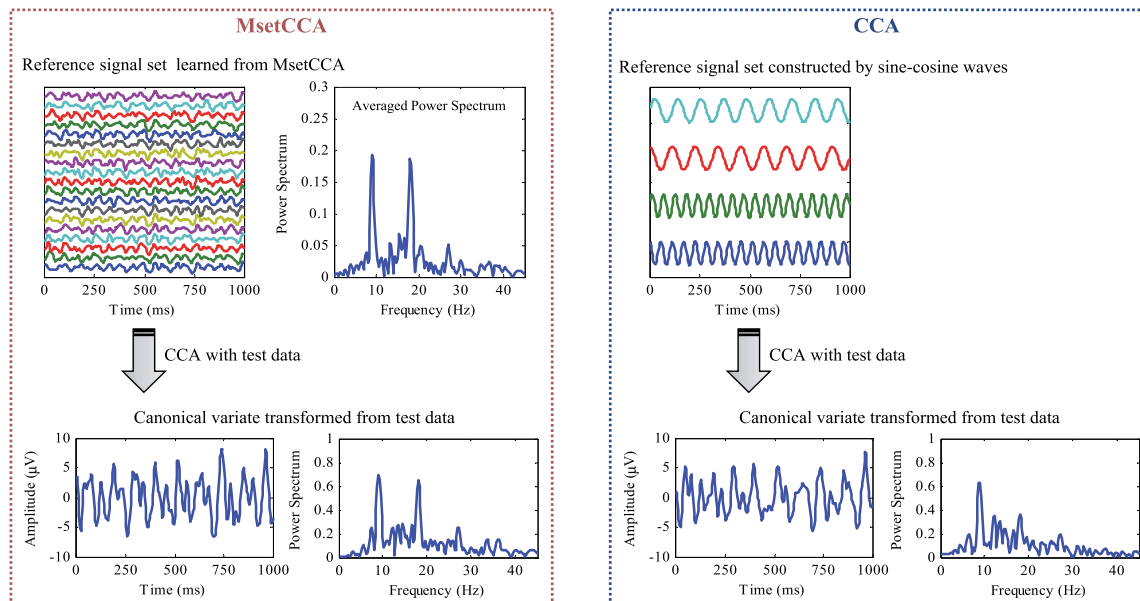 MsetCCA
Reference signal set learned from MsetCCA
0 250 500 750 1000
Time (ms)
Averaged Power Spectrum
Power Spectrum
0.3
0.25
0.2
0.15
0.1
0.05
0
10 20 30 40
Frequency (Hz)
CCA with test data
Canonical variate transformed from test data
Amplitude (μV)
10
5
0
-5
-10
0 250 500 750 1000
Time (ms)
Power Spectrum
1
0.8
0.6
0.4
0.2
0
0 10 20 30 40
Frequency (Hz)
CCA
Reference signal set constructed by sine-cosine waves
0 250 500 750 1000
Time (ms)
CCA with test data
Canonical variate transformed from test data
Amplitude (μV)
10
5
0
-5
-10
0 250 500 750 1000
Time (ms)
Power Spectrum
1
0.8
0.6
0.4
0.2
0
0 10 20 30 40
Frequency (Hz)